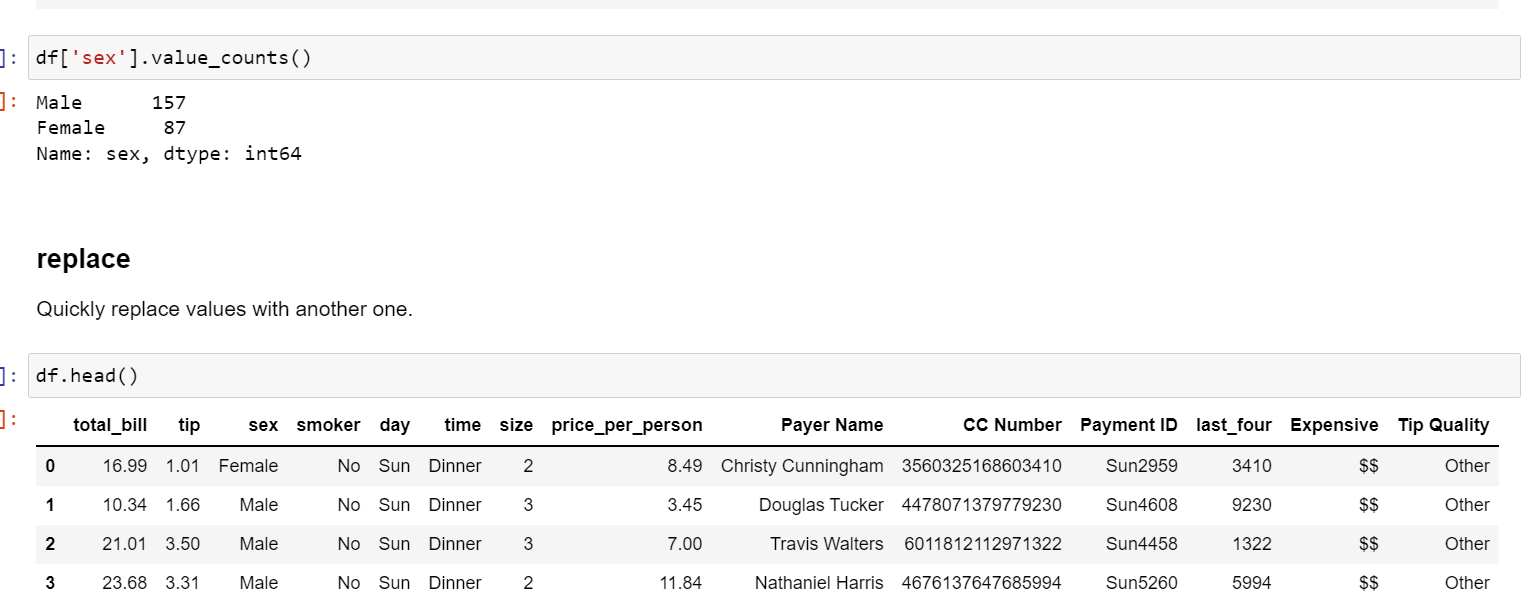 ]: df['sex'].value_counts()
]: Male      157
Female     87
Name: sex, dtype: int64
replace
Quickly replace values with another one.
]: df.head()
]: total_bill tip sex smoker day time size price_per_person Payer Name CC Number Payment ID last_four Expensive Tip Quality
0 16.99 1.01 Female No Sun Dinner 2 8.49 Christy Cunningham 3560325168603410 Sun2959 3410 $$ Other
1 10.34 1.66 Male No Sun Dinner 3 3.45 Douglas Tucker 4478071379779230 Sun4608 9230 $$ Other
2 21.01 3.50 Male No Sun Dinner 3 7.00 Travis Walters 6011812112971322 Sun4458 1322 $$ Other
3 23.68 3.31 Male No Sun Dinner 2 11.84 Nathaniel Harris 4676137647685994 Sun5260 5994 $$ Other